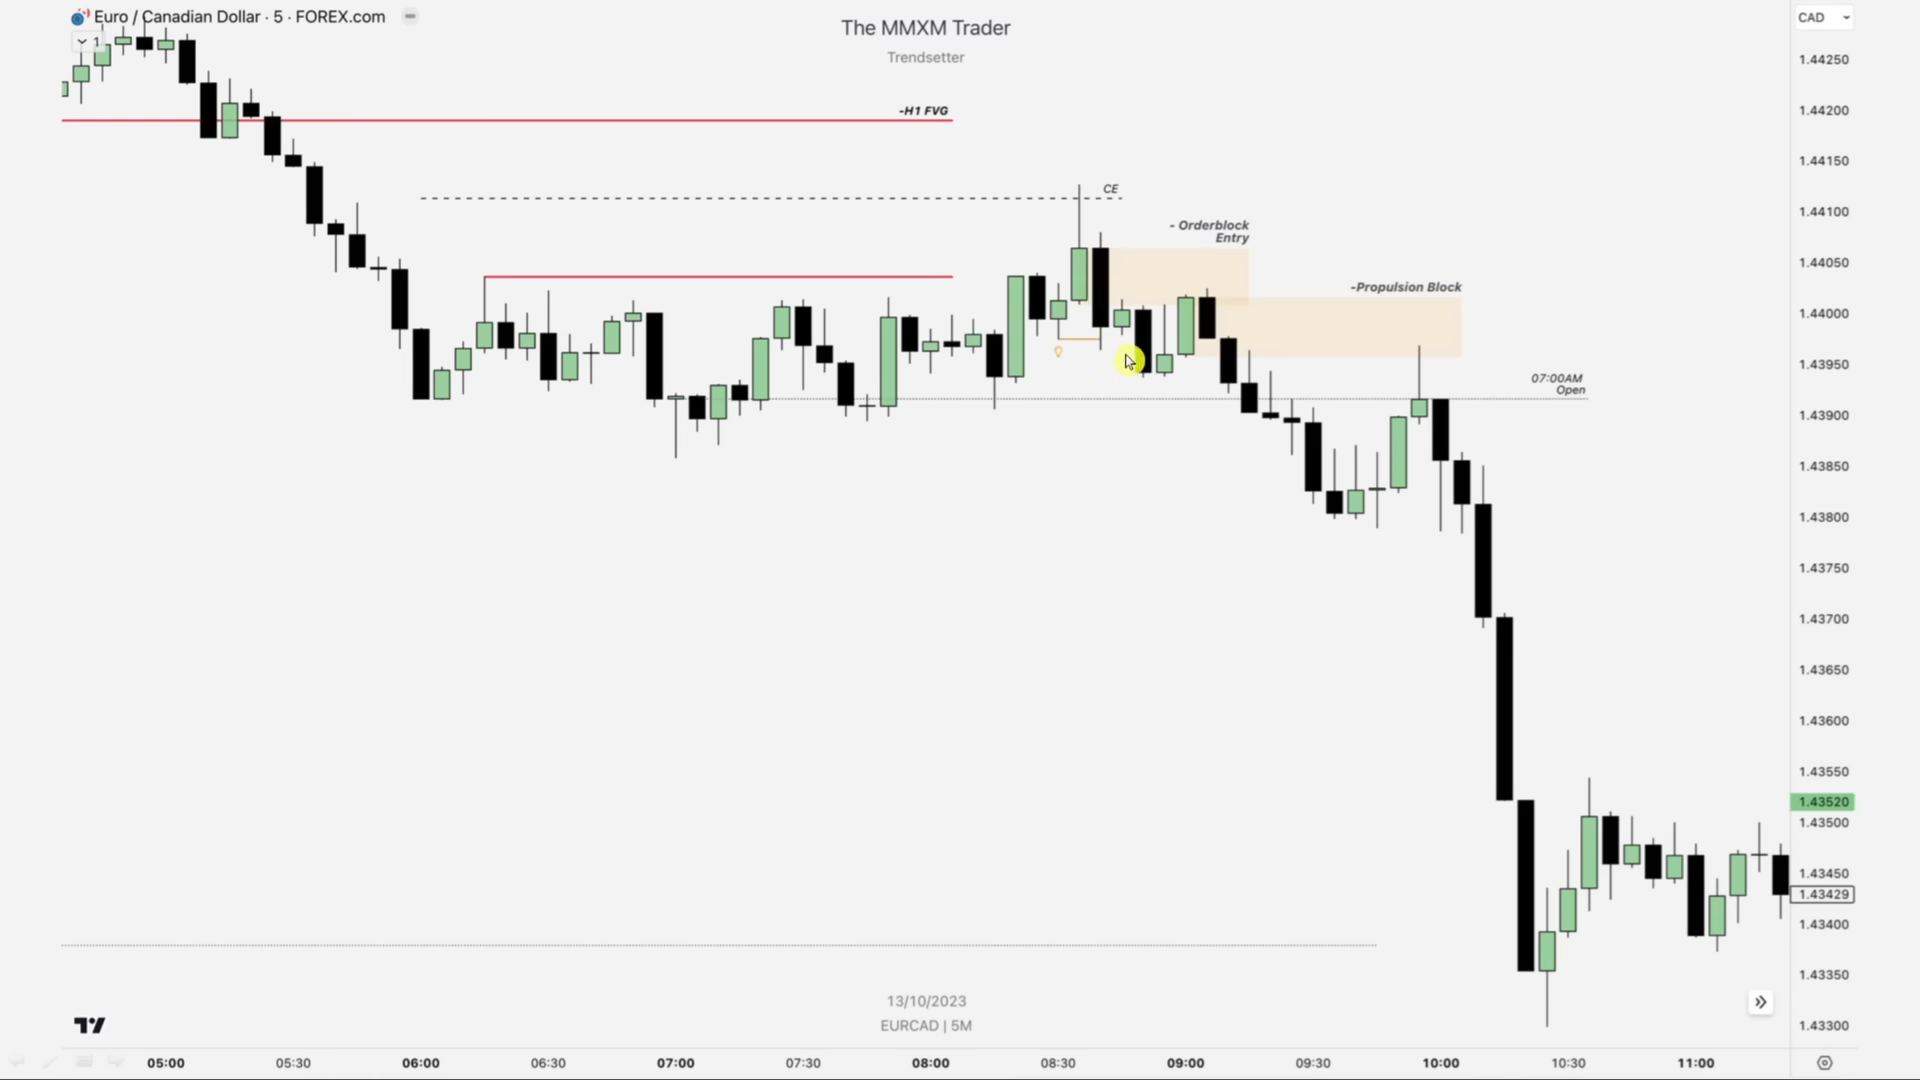 Euro / Canadian Dollar · 5 · FOREX.com
1
The MMXM Trader
Trendsetter
CAD
1.44250
-H1 FVG
1.44200
1.44150
CE
1.44100
- Orderblock
Entry
1.44050
-Propulsion Block
1.44000
1.43950
07:00AM
Open
1.43900
1.43850
1.43800
1.43750
1.43700
1.43650
1.43600
1.43550
1.43520
1.43500
1.43450
1.43429
1.43400
1.43350
1.43300
13/10/2023
EURCAD | 5M
05:00 05:30 06:00 06:30 07:00 07:30 08:00 08:30 09:00 09:30 10:00 10:30 11:00